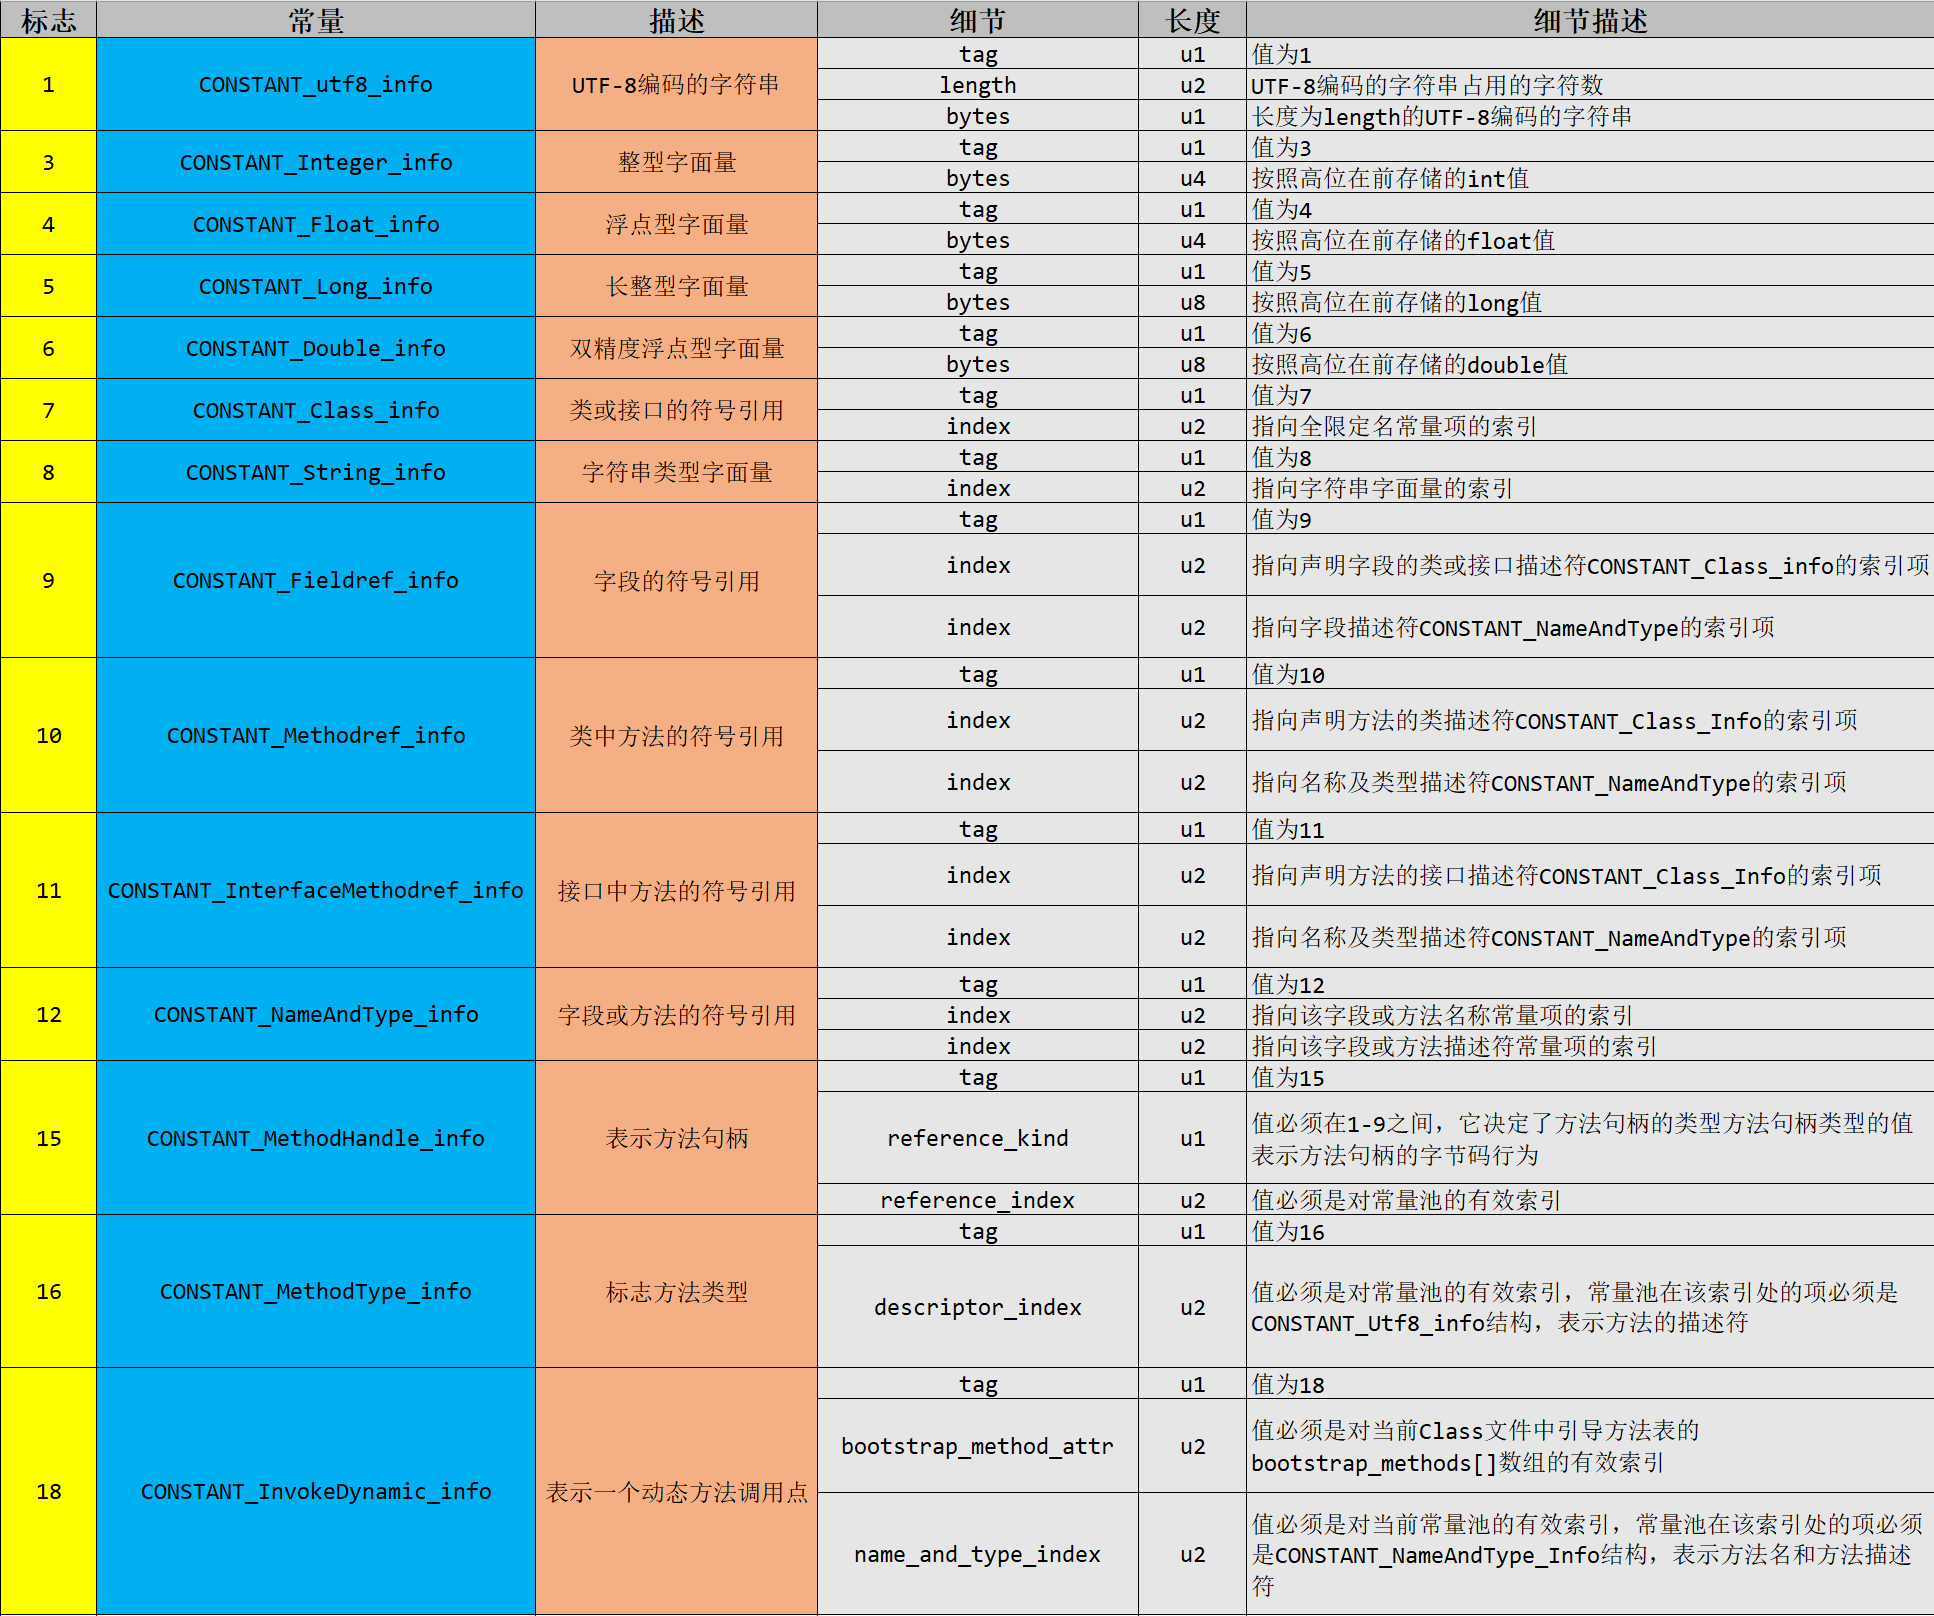 标志 常量 描述 细节 长度 细节描述
1 CONSTANT_utf8_info UTF-8编码的字符串 tag u1 值为1
length u2 UTF-8编码的字符串占用的字符数
bytes u1 长度为length的UTF-8编码的字符串
3 CONSTANT_Integer_info 整型字面量 tag u1 值为3
bytes u4 按照高位在前存储的int值
4 CONSTANT_Float_info 浮点型字面量 tag u1 值为4
bytes u4 按照高位在前存储的float值
5 CONSTANT_Long_info 长整型字面量 tag u1 值为5
bytes u8 按照高位在前存储的long值
6 CONSTANT_Double_info 双精度浮点型字面量 tag u1 值为6
bytes u8 按照高位在前存储的double值
7 CONSTANT_Class_info 类或接口的符号引用 tag u1 值为7
index u2 指向全限定名常量项的索引
8 CONSTANT_String_info 字符串类型字面量 tag u1 值为8
index u2 指向字符串字面量的索引
9 CONSTANT_Fieldref_info 字段的符号引用 tag u1 值为9
index u2 指向声明字段的类或接口描述符CONSTANT_Class_info的索引项
index u2 指向字段描述符CONSTANT_NameAndType的索引项
10 CONSTANT_Methodref_info 类中方法的符号引用 tag u1 值为10
index u2 指向声明方法的类描述符CONSTANT_Class_Info的索引项
index u2 指向名称及类型描述符CONSTANT_NameAndType的索引项
11 CONSTANT_InterfaceMethodref_info 接口中方法的符号引用 tag u1 值为11
index u2 指向声明方法的接口描述符CONSTANT_Class_Info的索引项
index u2 指向名称及类型描述符CONSTANT_NameAndType的索引项
12 CONSTANT_NameAndType_info 字段或方法的符号引用 tag u1 值为12
index u2 指向该字段或方法名称常量项的索引
index u2 指向该字段或方法描述符常量项的索引
15 CONSTANT_MethodHandle_info 表示方法句柄 tag u1 值为15
reference_kind u1 值必须在1-9之间，它决定了方法句柄的类型方法句柄类型的值
表示方法句柄的字节码行为
reference_index u2 值必须是对常量池的有效索引
16 CONSTANT_MethodType_info 标志方法类型 tag u1 值为16
descriptor_index u2 值必须是对常量池的有效索引，常量池在该索引处的项必须是
CONSTANT_Utf8_info结构，表示方法的描述符
18 CONSTANT_InvokeDynamic_info 表示一个动态方法调用点 tag u1 值为18
bootstrap_method_attr u2 值必须是对当前Class文件中引导方法表的
bootstrap_methods[]数组的有效索引
name_and_type_index u2 值必须是对当前常量池的有效索引，常量池在该索引处的项必须
是CONSTANT_NameAndType_Info结构，表示方法名和方法描述
符